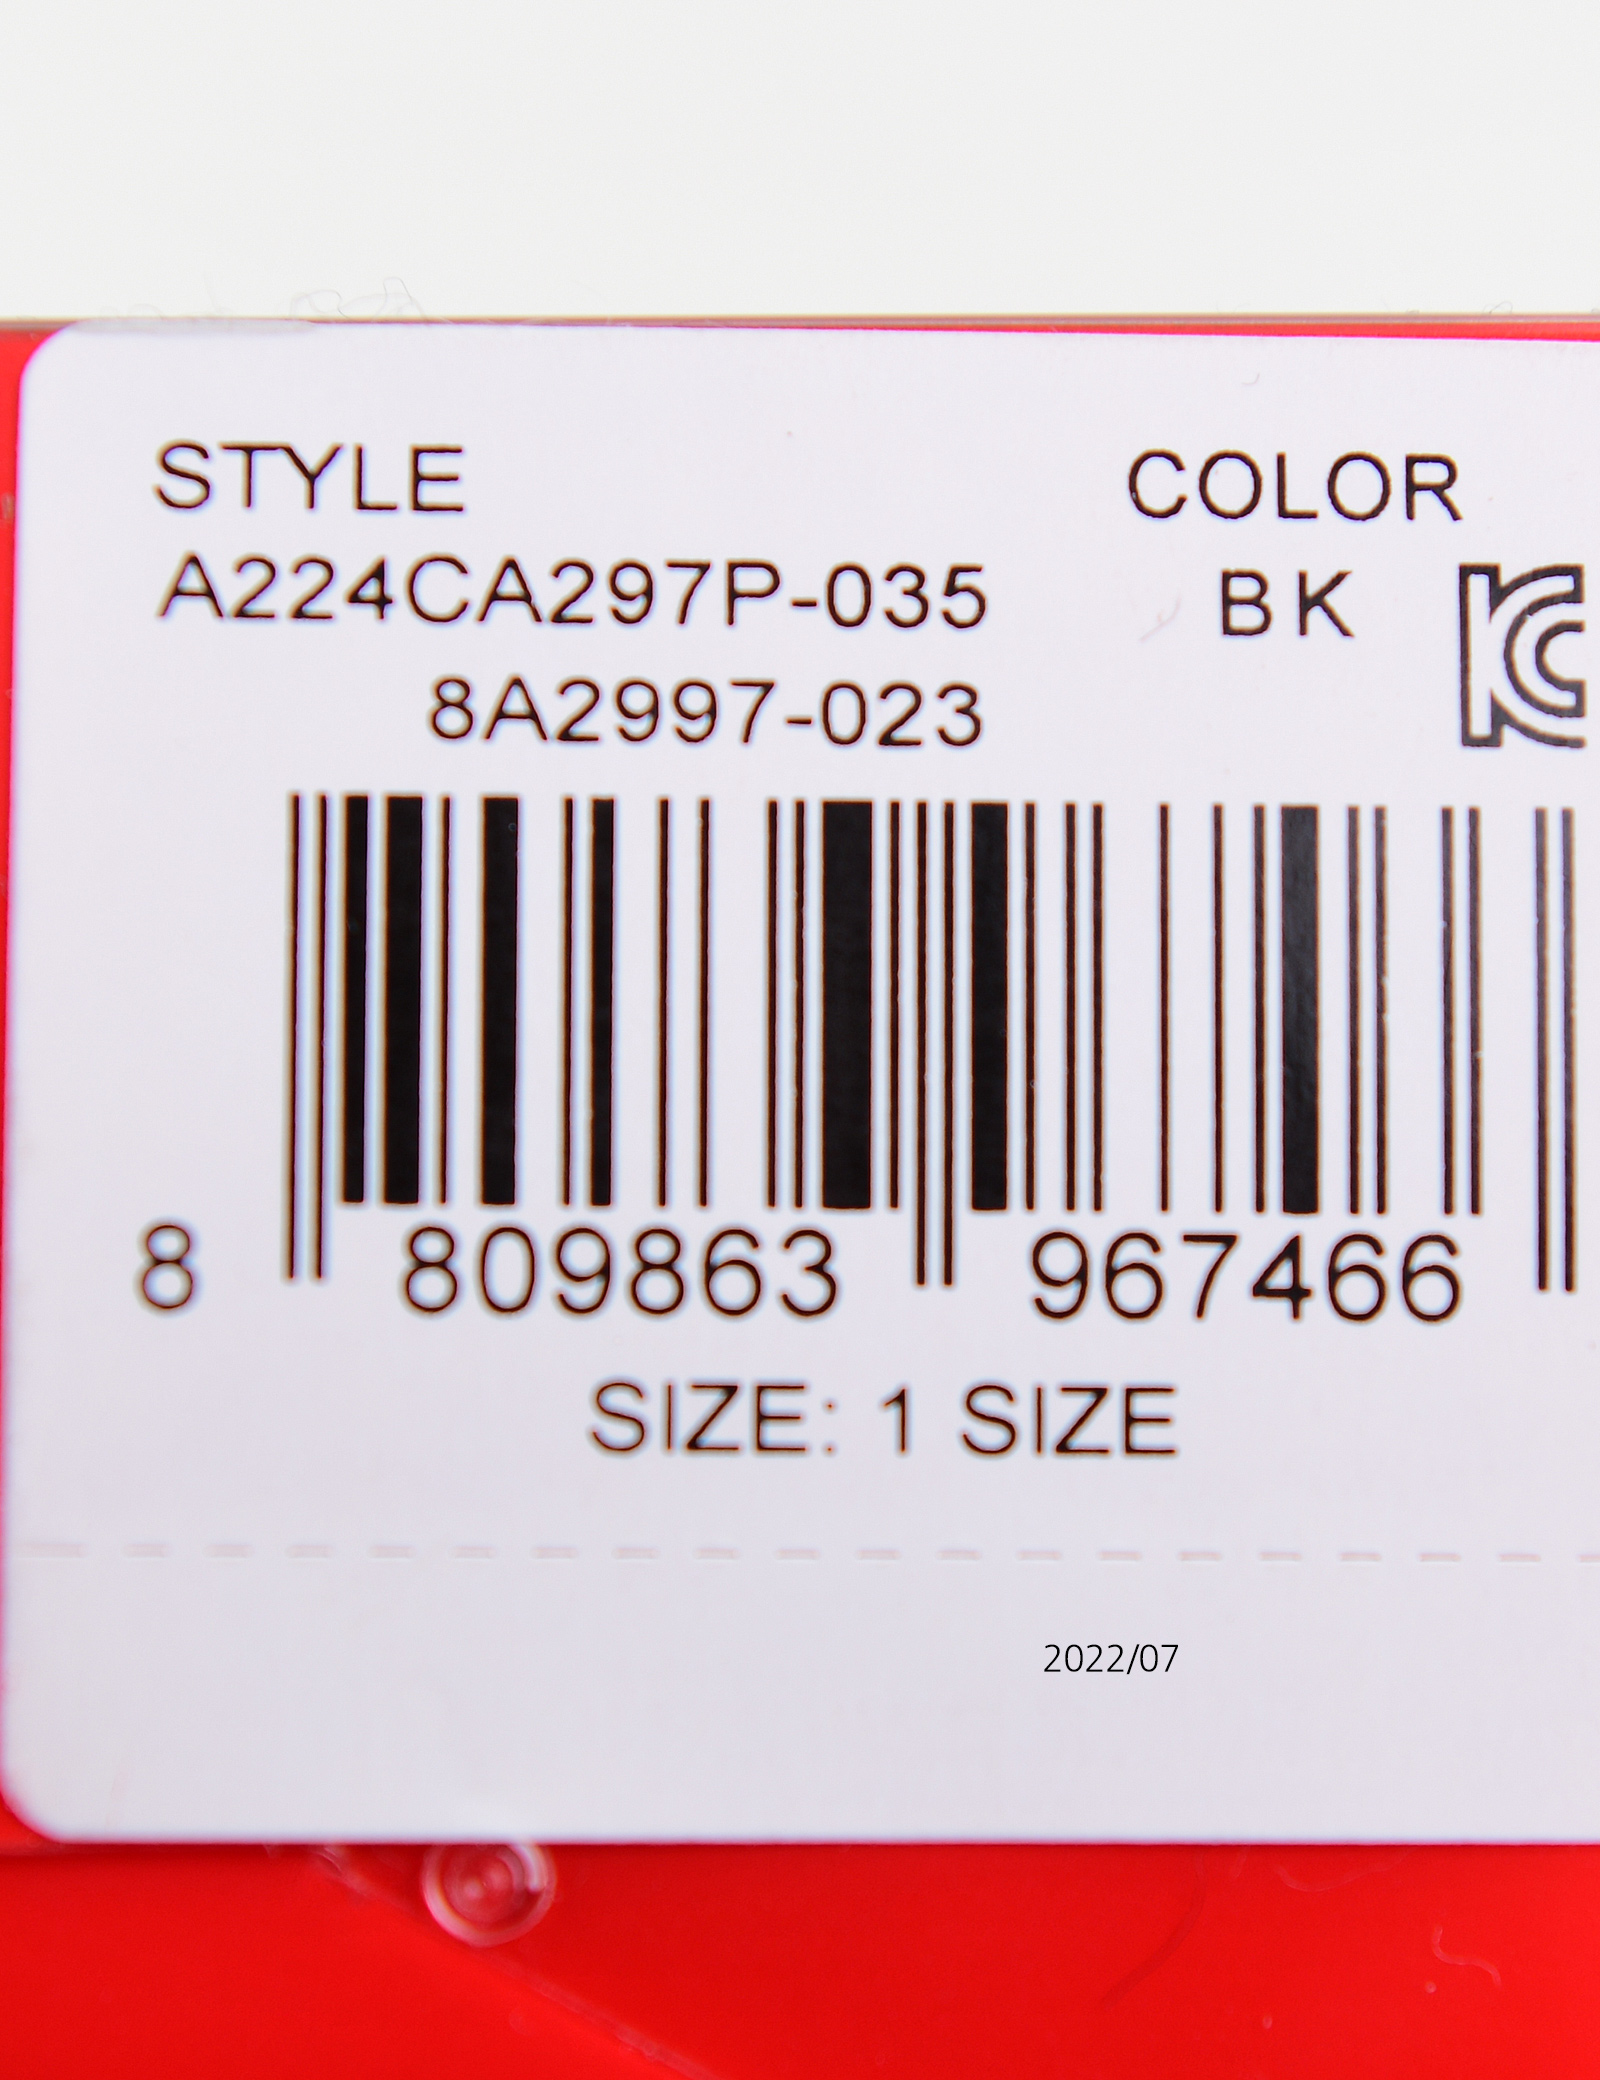 STYLE COLOR
A224CA297P-035 BK
8A2997-023
8 809863 967466
SIZE: 1 SIZE
2022/07